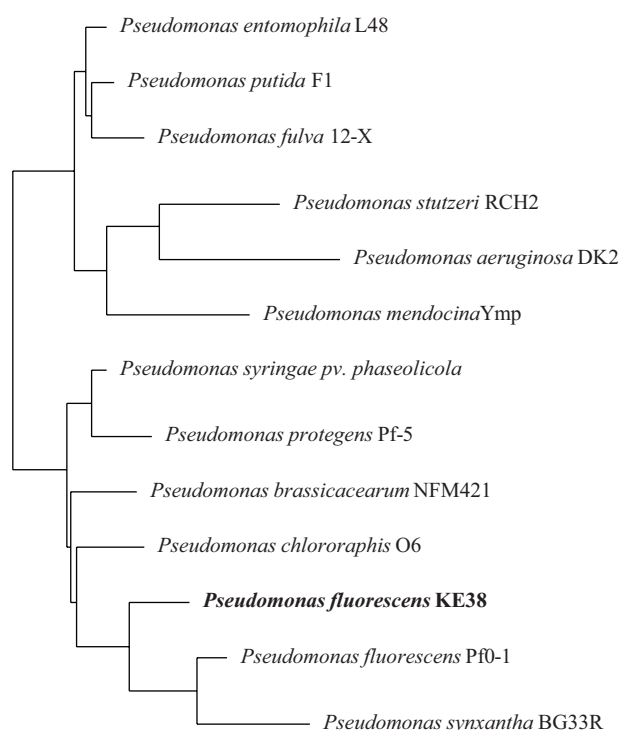 Pseudomonas entomophila L48
Pseudomonas putida F1
Pseudomonas fulva 12-X
Pseudomonas stutzeri RCH2
Pseudomonas aeruginosa DK2
Pseudomonas mendocinaYmp
Pseudomonas syringae pv. phaseolicola
Pseudomonas protegens Pf-5
Pseudomonas brassicacearum NFM421
Pseudomonas chlororaphis O6
Pseudomonas fluorescens KE38
Pseudomonas fluorescens Pf0-1
Pseudomonas synxantha BG33R